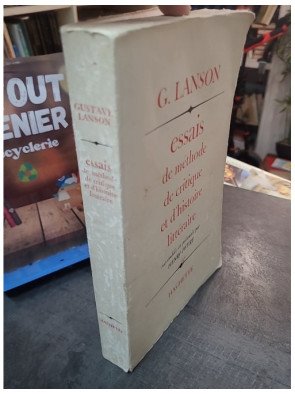 OUT
ENIER
cyclerie
GUSTAVE
LANSON
essais
de méthode
de critique
et d'histoire
littéraire
HACHETTE
G. LANSON
essais
de méthode
de critique
et d'histoire
littéraire
HACHETTE